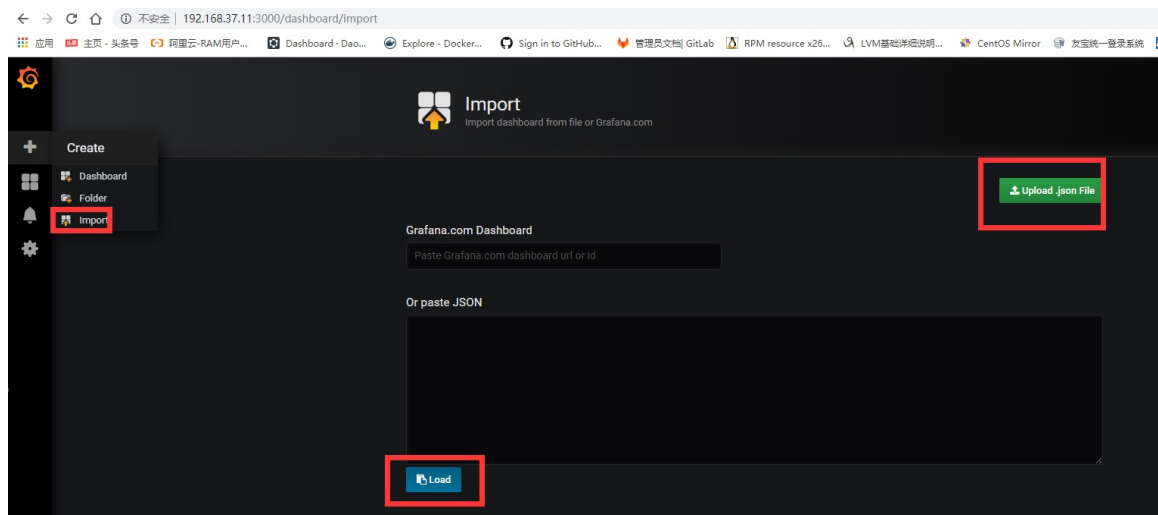 不安全 | 192.168.37.11:3000/dashboard/import
应用 主页 - 头条号 阿里云-RAM用户... Dashboard - Dao... Explore - Docker... Sign in to GitHub... 管理员文档| GitLab RPM resource x26... LVM基础详细说明... CentOS Mirror 友宝统一登录系统
Import
Import dashboard from file or Grafana.com
Create
Dashboard
Folder
Import
Upload .json File
Grafana.com Dashboard
Paste Grafana.com dashboard url or id
Or paste JSON
Load